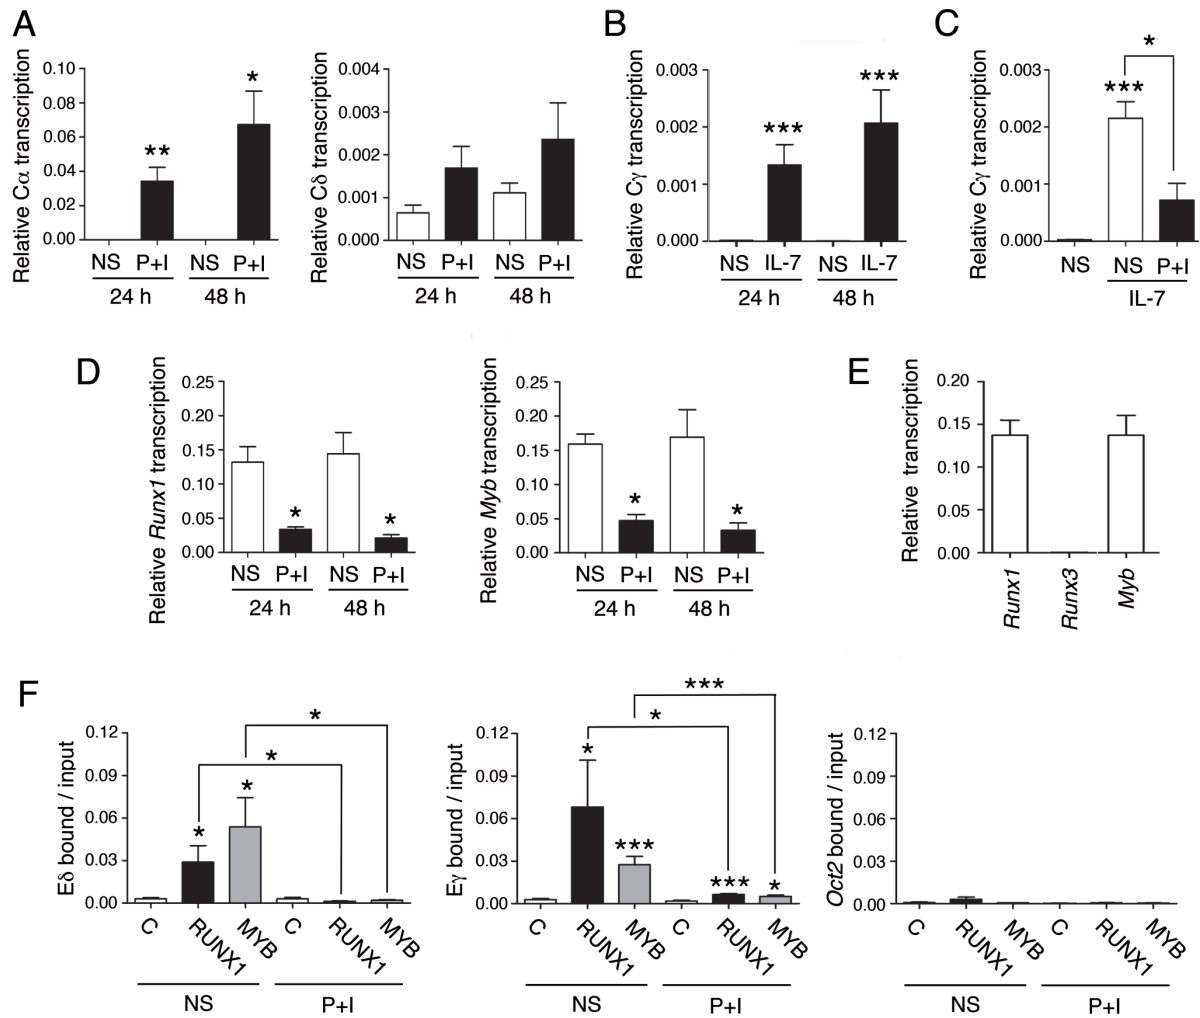 A
Relative Cα transcription
0.10
0.08
0.06
0.04
0.02
0.00
**
*
NS P+I NS P+I
24 h 48 h
Relative Cδ transcription
0.004
0.003
0.002
0.001
0.000
NS P+I NS P+I
24 h 48 h
B
Relative Cγ transcription
0.003
0.002
0.001
0.000
***
***
NS IL-7 NS IL-7
24 h 48 h
C
Relative Cγ transcription
0.003
0.002
0.001
0.000
*
***
NS NS P+I
IL-7
D
Relative Runx1 transcription
0.25
0.20
0.15
0.10
0.05
0.00
*
*
NS P+I NS P+I
24 h 48 h
Relative Myb transcription
0.25
0.20
0.15
0.10
0.05
0.00
*
*
NS P+I NS P+I
24 h 48 h
E
Relative transcription
0.20
0.15
0.10
0.05
0.00
Runx1
Runx3
Myb
F
Eδ bound / input
0.12
0.09
0.06
0.03
0.00
*
*
*
*
C RUNX1 MYB C RUNX1 MYB
NS P+I
Eγ bound / input
0.12
0.09
0.06
0.03
0.00
***
*
*
***
***
*
C RUNX1 MYB C RUNX1 MYB
NS P+I
Oct2 bound / input
0.12
0.09
0.06
0.03
0.00
C RUNX1 MYB C RUNX1 MYB
NS P+I